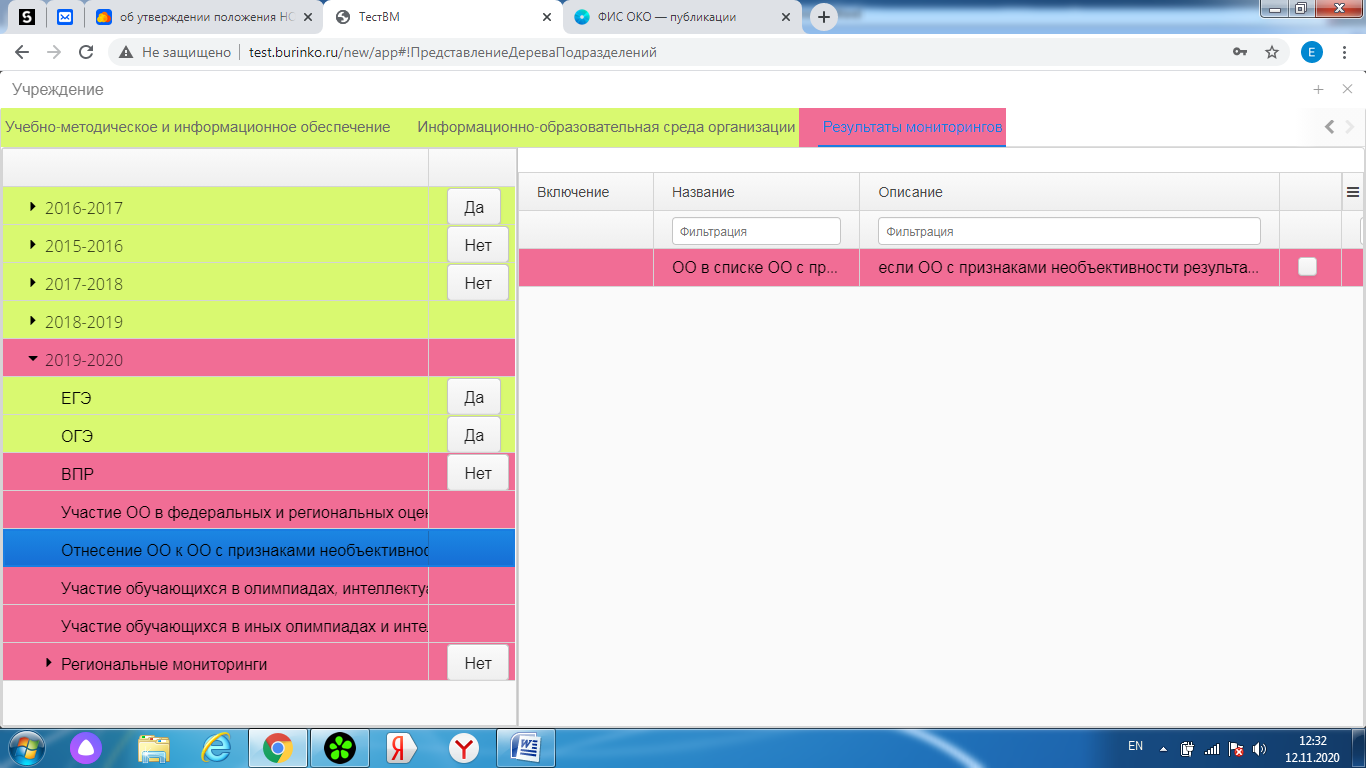 об утверждении положения НС
ТестВМ
ФИС ОКО — публикации
Не защищено
test.burinko.ru/new/app#!ПредставлениеДереваПодразделений
E
Учреждение
Учебно-методическое и информационное обеспечение
Информационно-образовательная среда организации
Результаты мониторингов
Включение
Название
Описание
Фильтрация
Фильтрация
ОО в списке ОО с пр...
если ОО с признаками необъективности результа...
2016-2017 Да
2015-2016 Нет
2017-2018 Нет
2018-2019
2019-2020
ЕГЭ Да
ОГЭ Да
ВПР Нет
Участие ОО в федеральных и региональных оцен
Отнесение ОО к ОО с признаками необъективнос
Участие обучающихся в олимпиадах, интеллекту
Участие обучающихся в иных олимпиадах и инте
Региональные мониторинги Нет
EN
12:32
12.11.2020